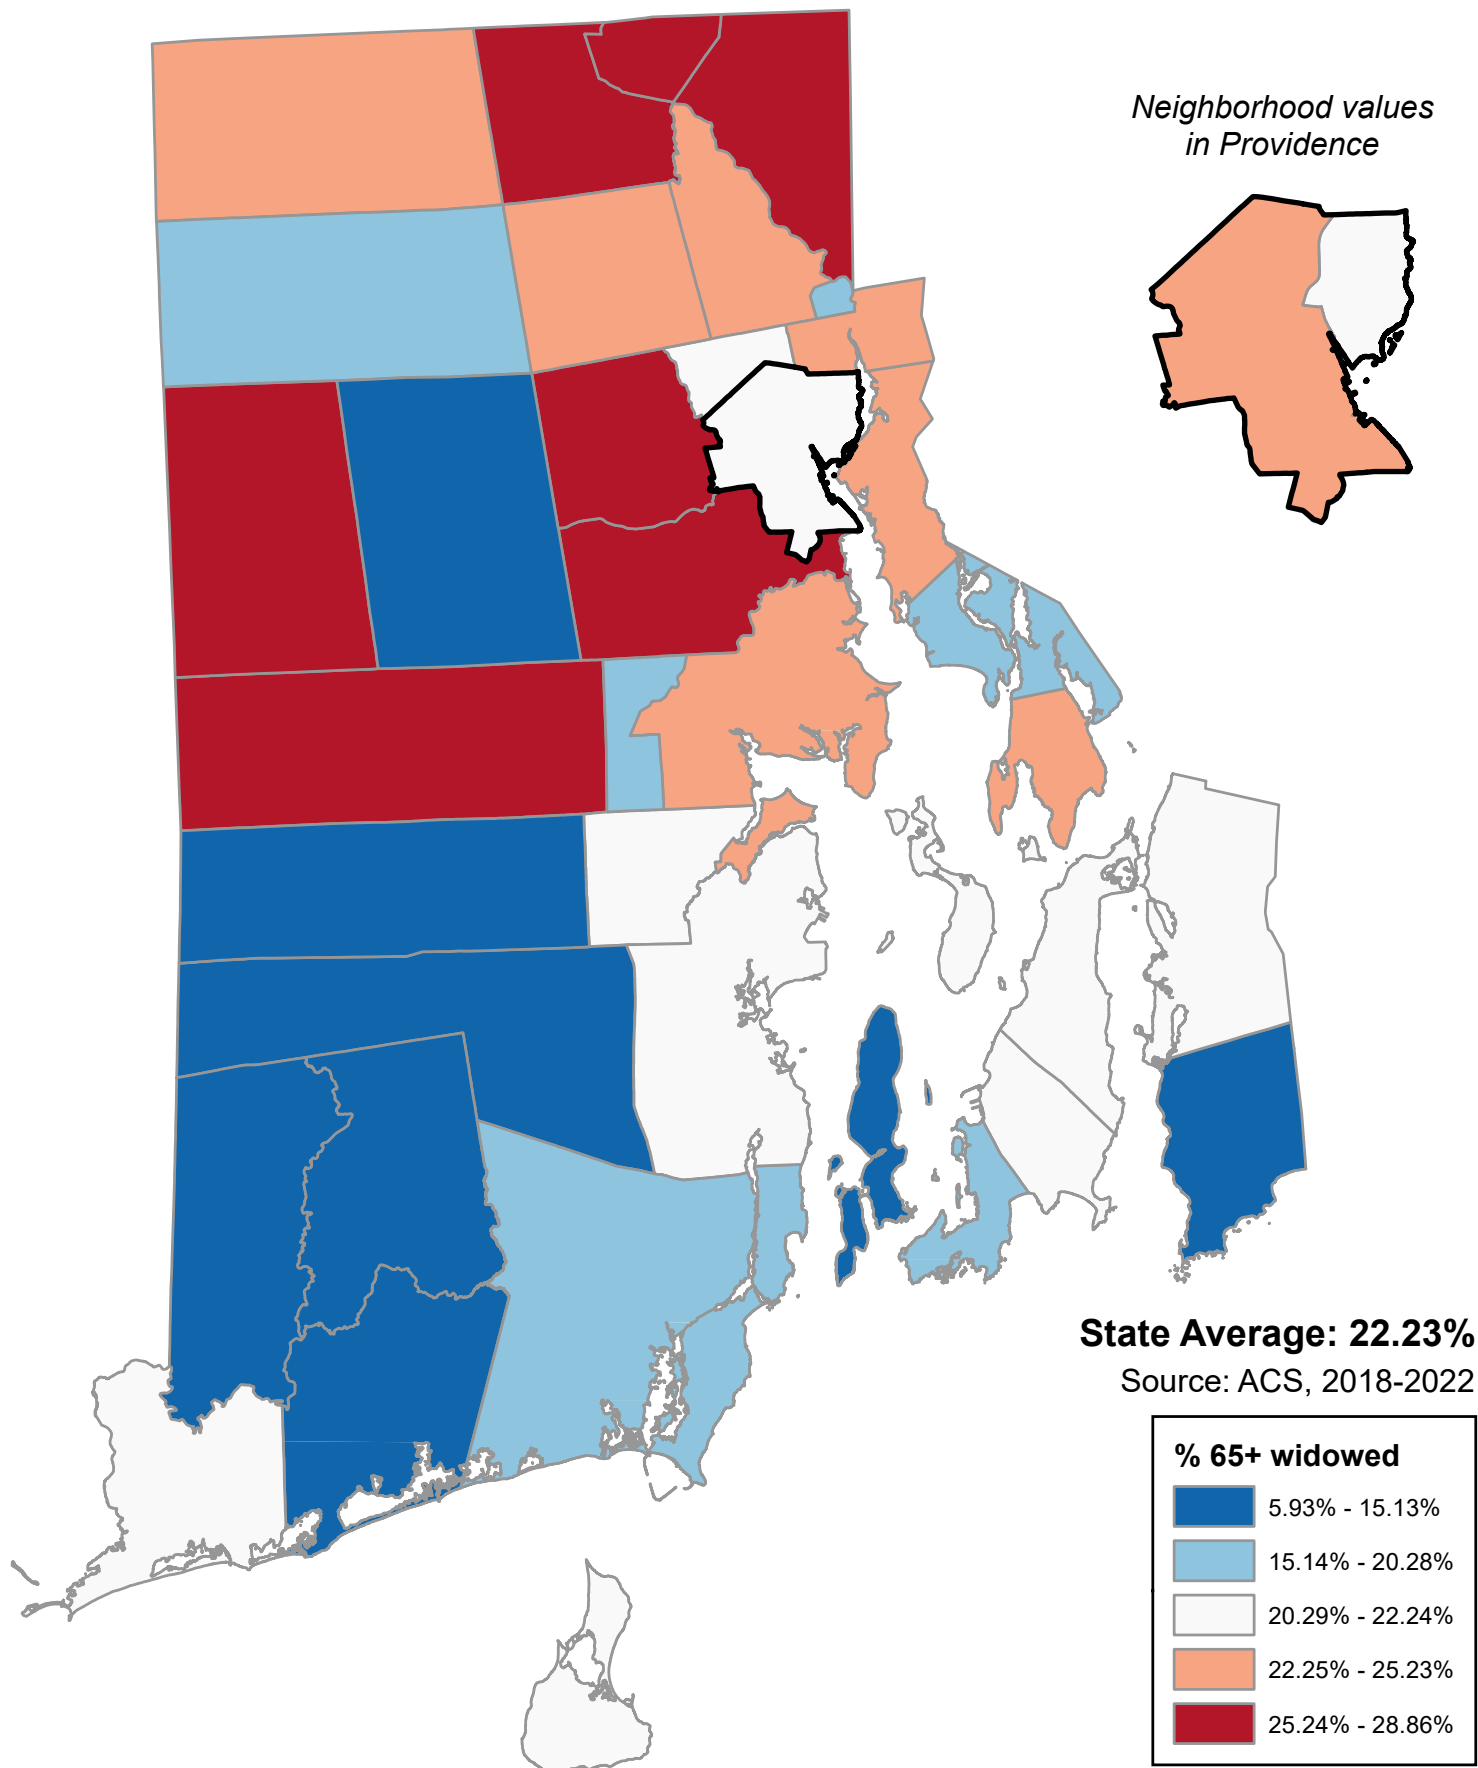 Neighborhood values
in Providence
State Average: 22.23%
Source: ACS, 2018-2022
% 65+ widowed
5.93% - 15.13%
15.14% - 20.28%
20.29% - 22.24%
22.25% - 25.23%
25.24% - 28.86%